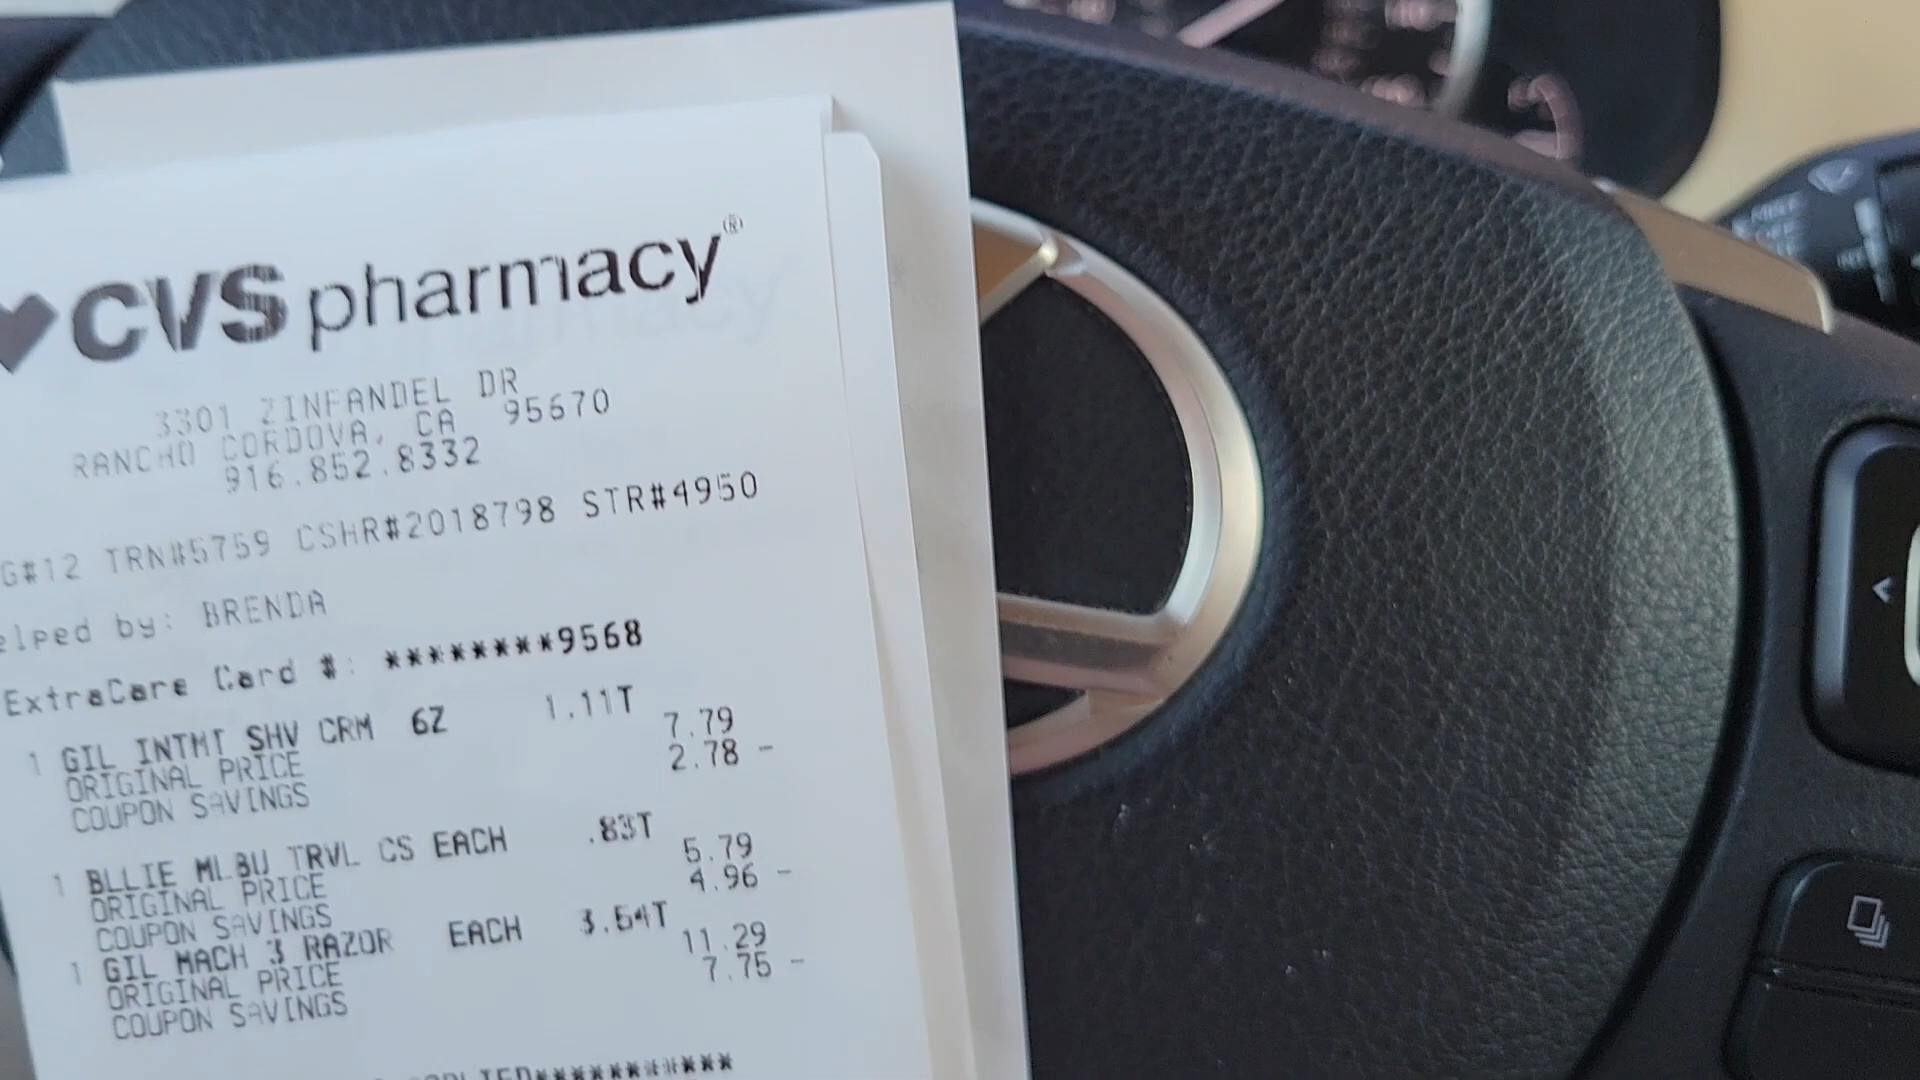 CVS pharmacy®
3301 ZINFANDEL DR
RANCHO CORDOVA, CA 95670
916.852.8332
G#12 TRN#5759 CSHR#2018798 STR#4950
elped by: BRENDA
ExtraCare Card #: ********9568
1 GIL INTMT SHV CRM 6Z 1.11T
ORIGINAL PRICE 7.79
COUPON SAVINGS 2.78 -
1 BLLIE MLBU TRVL CS EACH .83T
ORIGINAL PRICE 5.79
COUPON SAVINGS 4.96 -
1 GIL MACH 3 RAZOR EACH 3.54T
ORIGINAL PRICE 11.29
COUPON SAVINGS 7.75 -